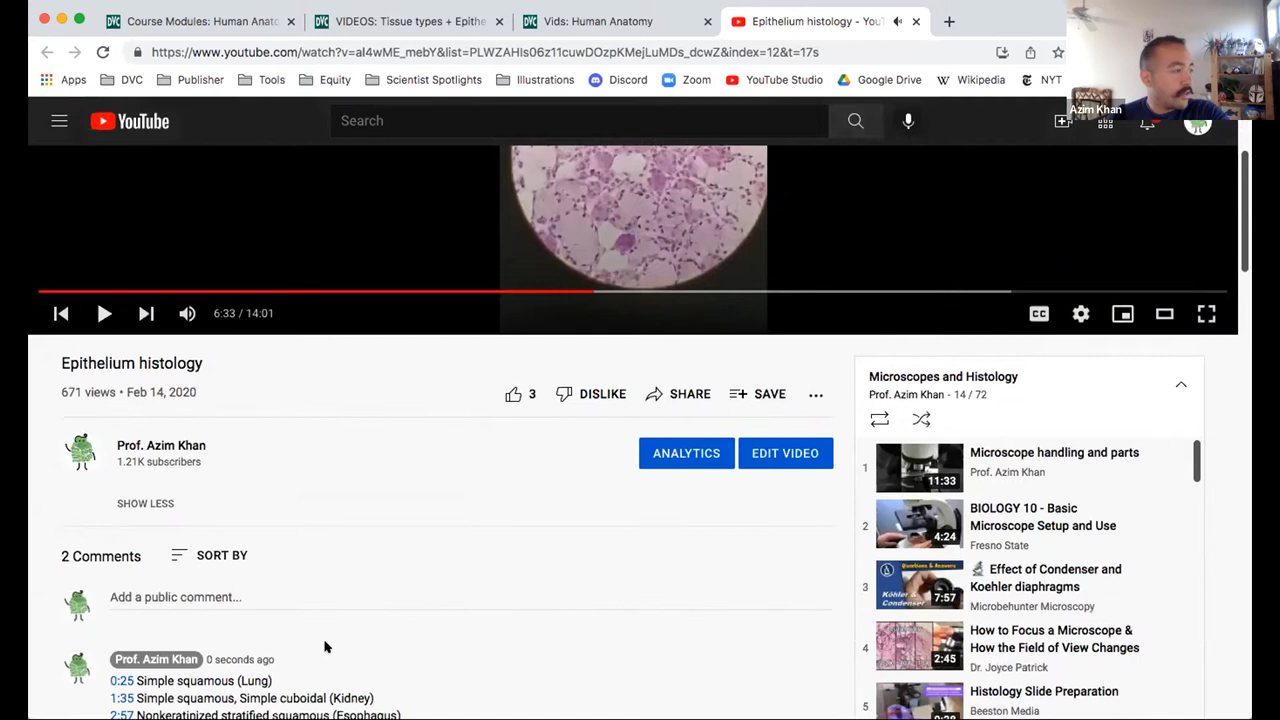 Course Modules: Human Anato
VIDEOS: Tissue types + Epithe
Vids: Human Anatomy
Epithelium histology - YouT
https://www.youtube.com/watch?v=aI4wME_mebY&list=PLWZAHIs06z11cuwDOzpKMejLuMDs_dcwZ&index=12&t=17s
Apps DVC Publisher Tools Equity Scientist Spotlights Illustrations Discord Zoom YouTube Studio Google Drive Wikipedia NYT
Azim Khan
YouTube
Search
6:33 / 14:01
CC
Epithelium histology
671 views • Feb 14, 2020
3 DISLIKE SHARE SAVE
Prof. Azim Khan
1.21K subscribers
ANALYTICS
EDIT VIDEO
SHOW LESS
2 Comments SORT BY
Add a public comment...
Prof. Azim Khan 0 seconds ago
0:25 Simple squamous (Lung)
1:35 Simple squamous, Simple cuboidal (Kidney)
2:57 Nonkeratinized stratified squamous (Esophagus)
Microscopes and Histology
Prof. Azim Khan - 14 / 72
1
11:33
Microscope handling and parts
Prof. Azim Khan
2
4:24
BIOLOGY 10 - Basic
Microscope Setup and Use
Fresno State
3
Questions & Answers
Köhler &
Condenser
7:57
Effect of Condenser and
Koehler diaphragms
Microbehunter Microscopy
4
2:45
How to Focus a Microscope &
How the Field of View Changes
Dr. Joyce Patrick
5
Histology Slide Preparation
Beeston Media